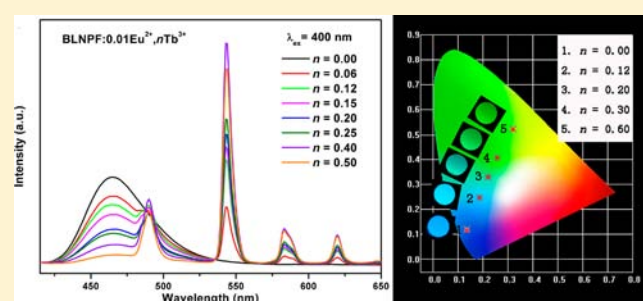 BLNPF:0.01Eu²⁺,nTb³⁺
λex = 400 nm
n = 0.00
n = 0.06
n = 0.12
n = 0.15
n = 0.20
n = 0.25
n = 0.40
n = 0.50
Intensity (a.u.)
450 500 550 600 650
Wavelength (nm)
0.9
0.8
0.7
0.6
0.5
0.4
0.3
0.2
0.1
0.0
0.0 0.1 0.2 0.3 0.4 0.5 0.6 0.7 0.8
1. n = 0.00
2. n = 0.12
3. n = 0.20
4. n = 0.30
5. n = 0.60
5
4
3
2